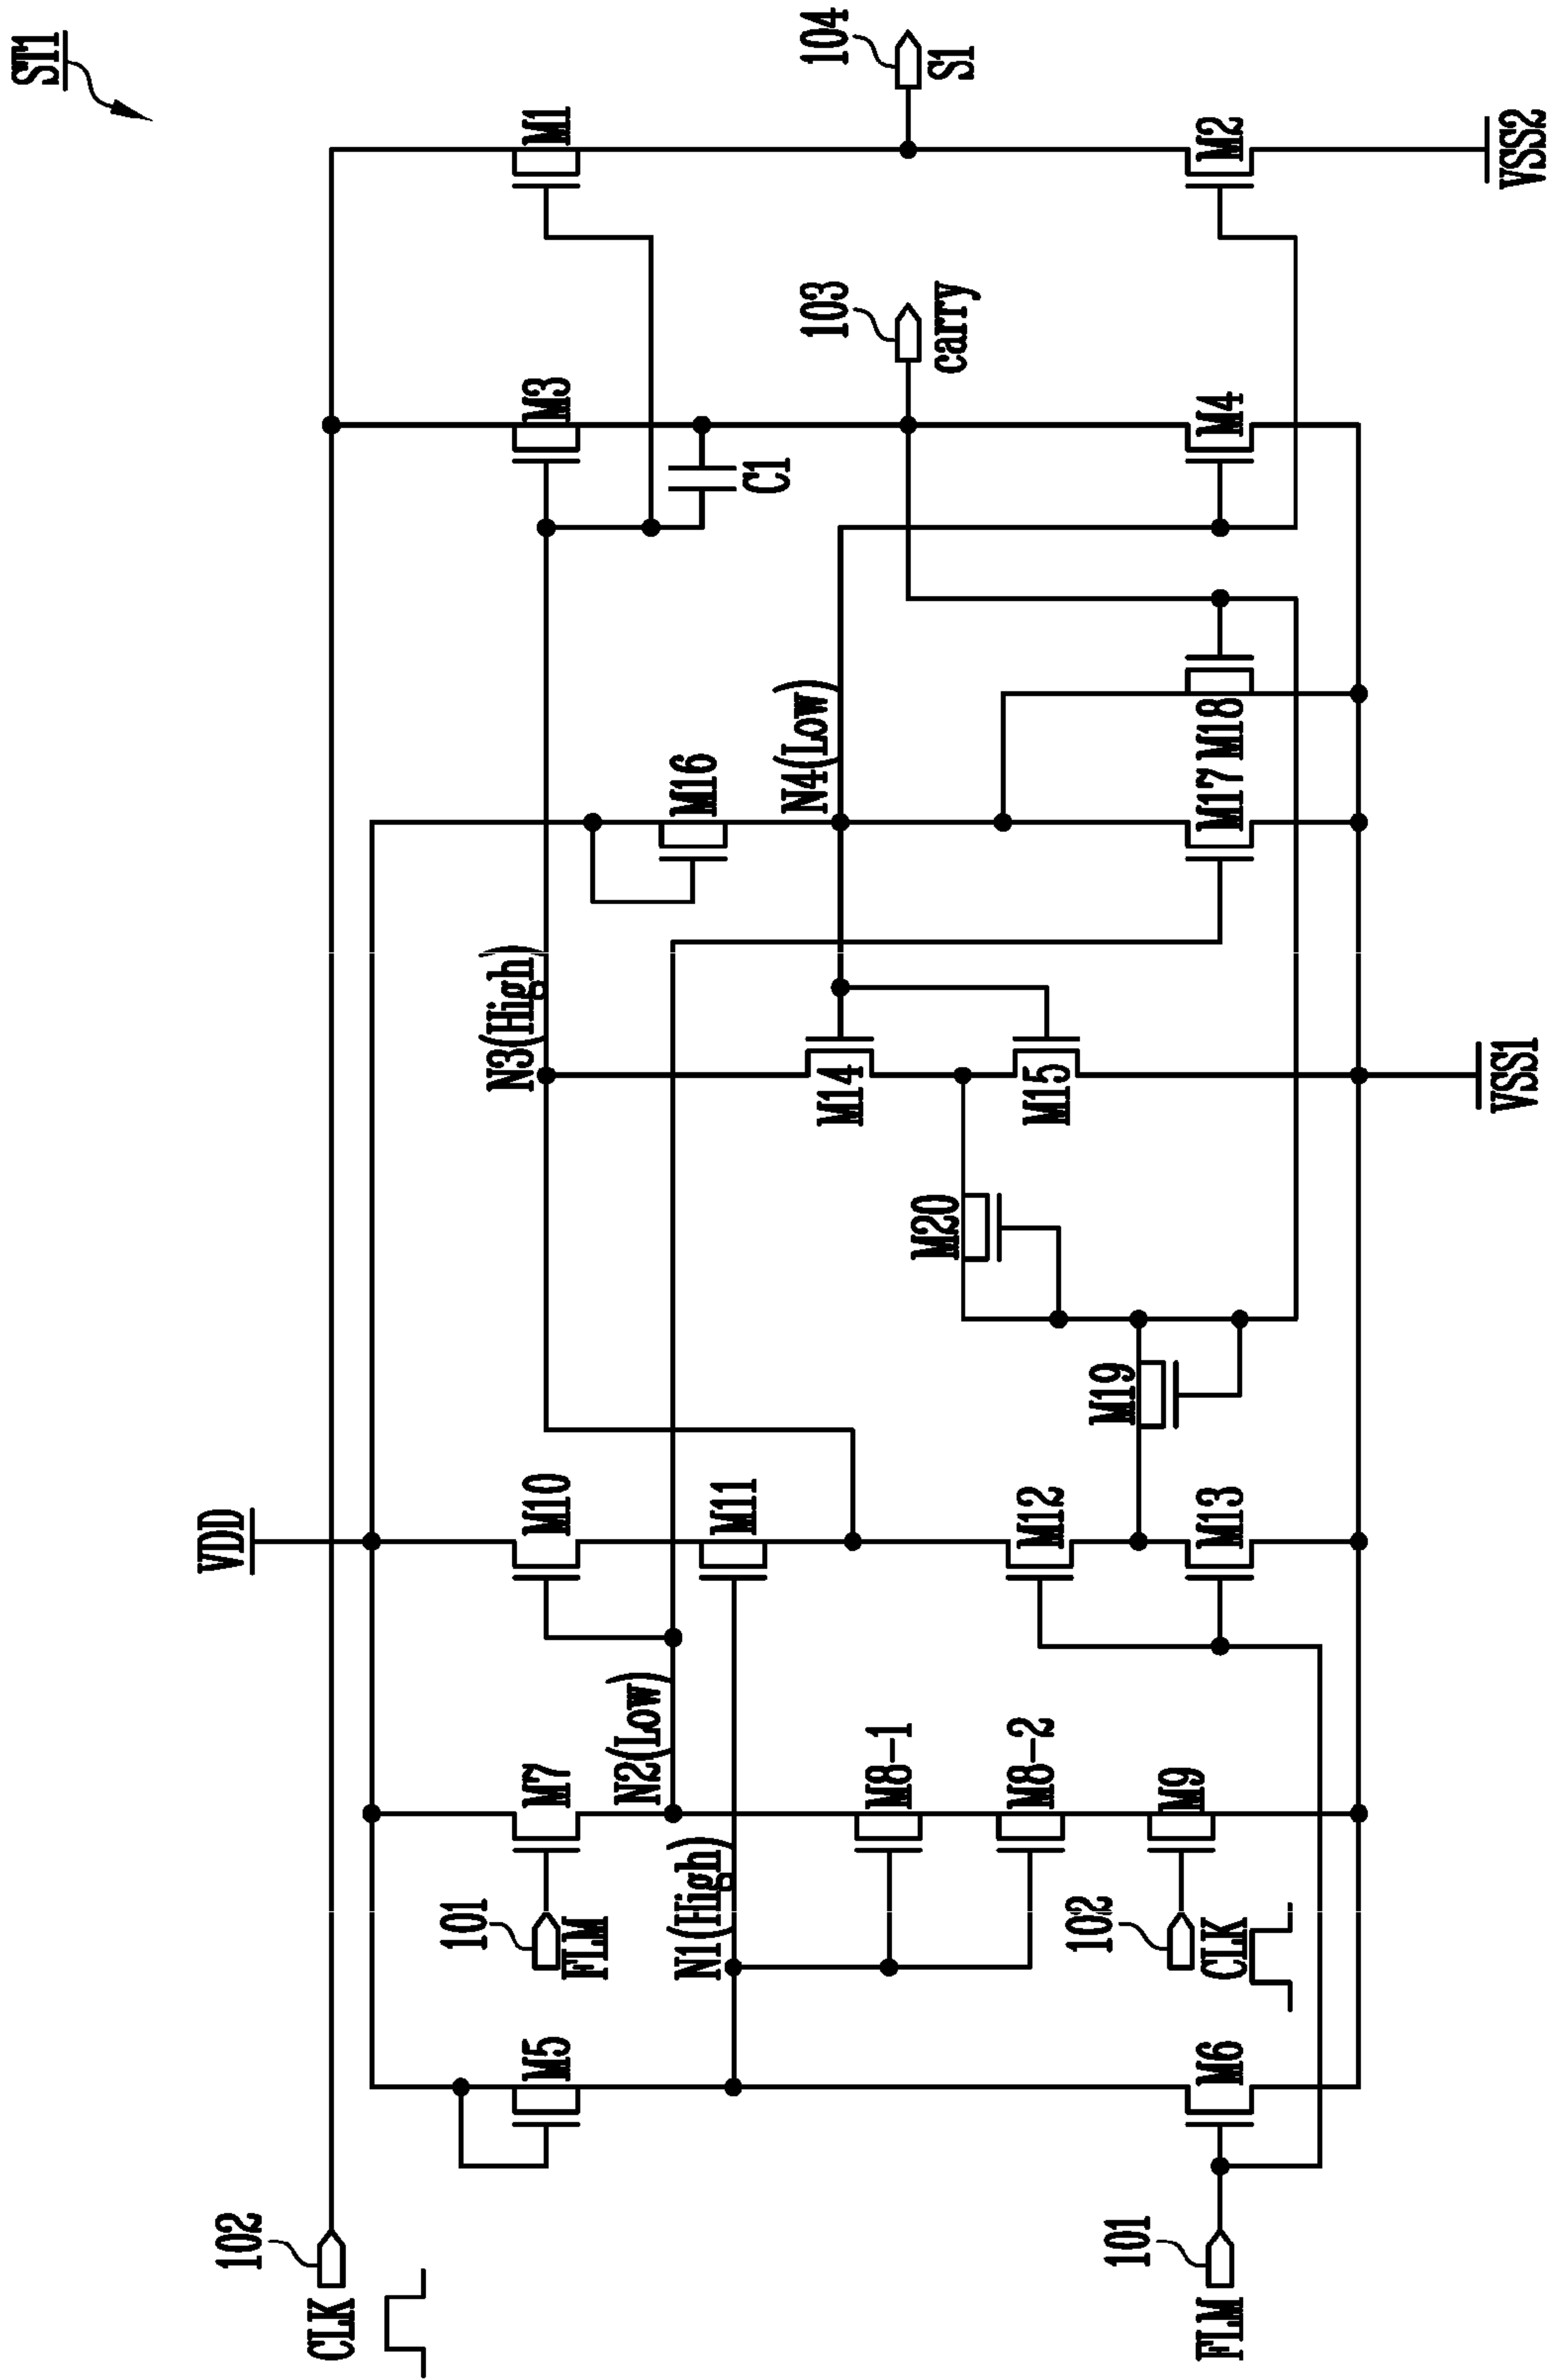 ST1
CLK
102
VDD
M5
101
FLM
M7
M10
M3
M1
N3(High)
N2(Low)
N1(High)
M11
M16
C1
N4(Low)
M14
M8-1
M8-2
M12
M20
M15
103
carry
104
S1
102
CLK
M9
M19
101
FLM
M6
M13
M17
M18
M4
M2
VSS1
VSS2